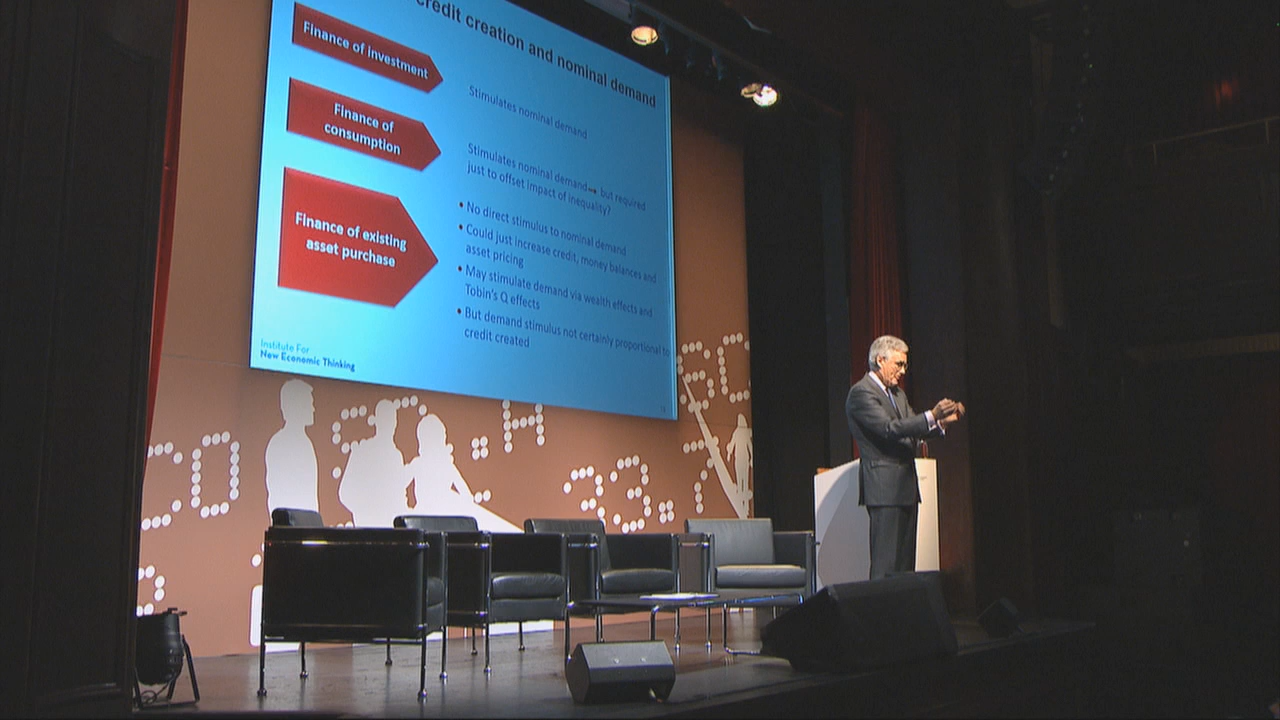 credit creation and nominal demand
Finance of investment
Stimulates nominal demand
Finance of
consumption
Stimulates nominal demand → but required
just to offset impact of inequality?
Finance of existing
asset purchase
• No direct stimulus to nominal demand
• Could just increase credit, money balances and
asset pricing
• May stimulate demand via wealth effects and
Tobin's Q effects
• But demand stimulus not certainly proportional to
credit created
Institute For
New Economic Thinking